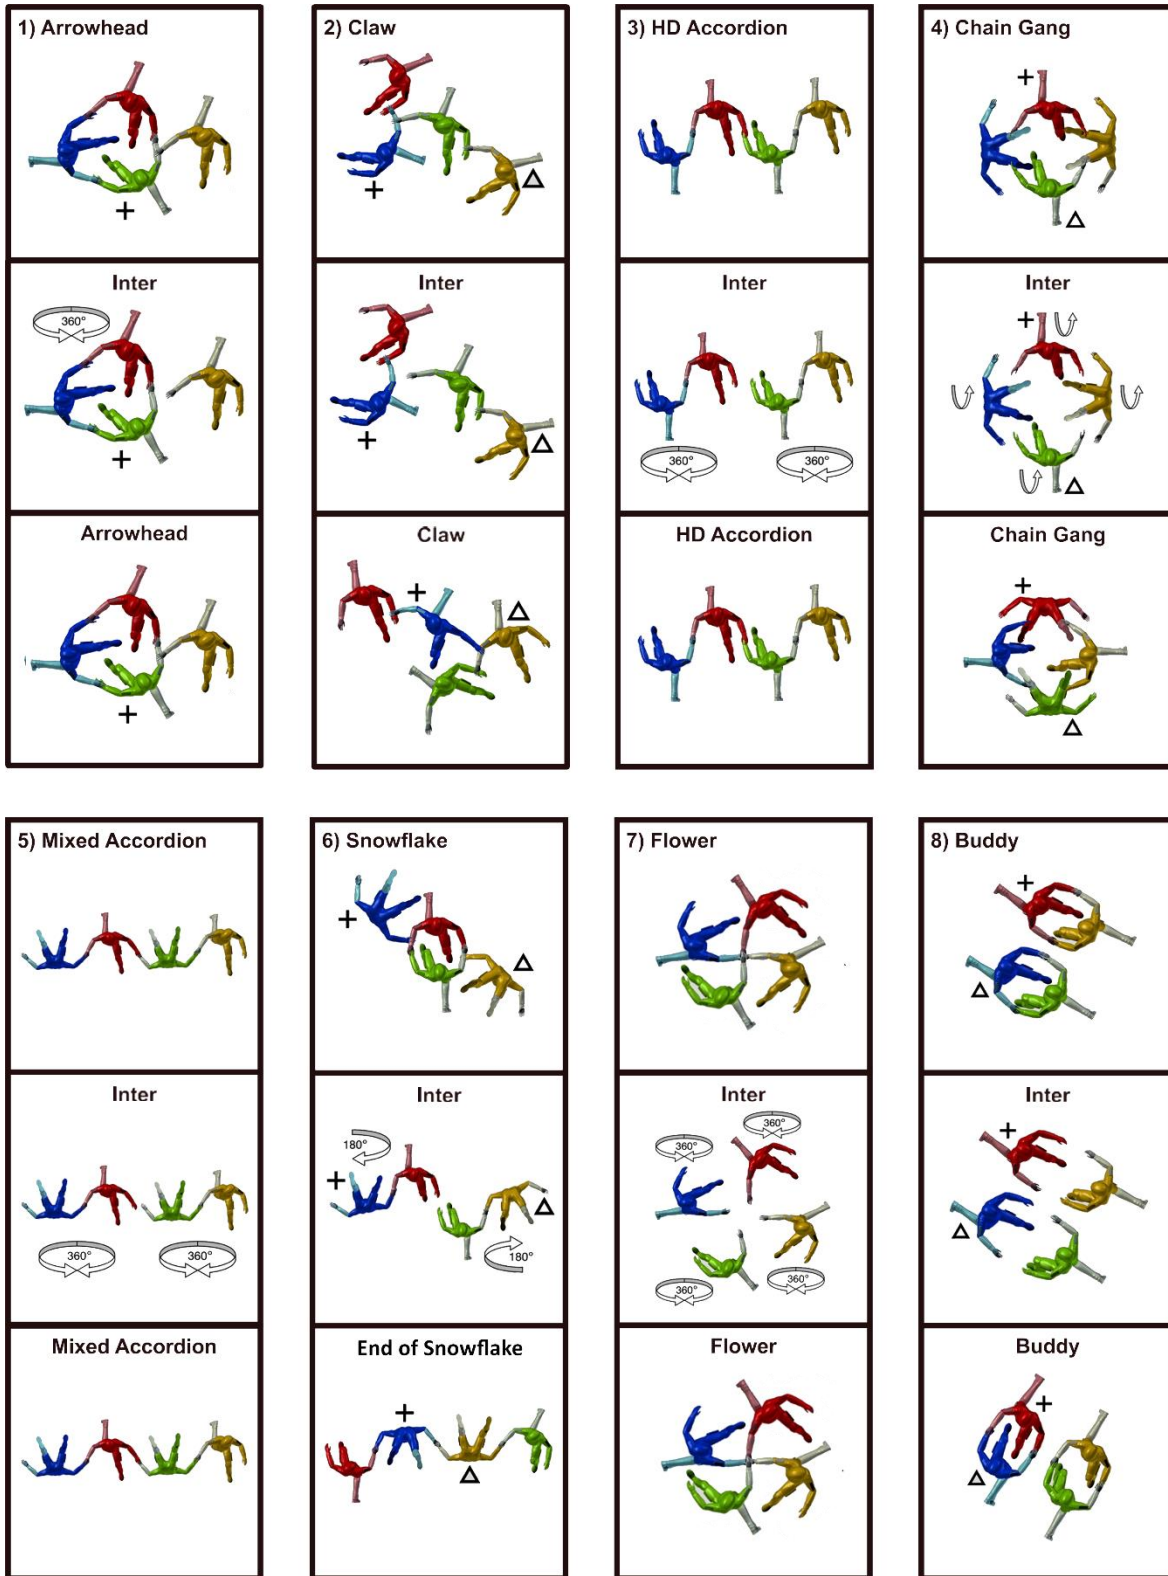 1) Arrowhead
2) Claw
3) HD Accordion
4) Chain Gang
+
Δ
+
Δ
+
Inter
Inter
Inter
Inter
360°
+
+
Δ
+
Δ
360°
360°
Arrowhead
Claw
HD Accordion
Chain Gang
+
Δ
+
+
Δ
5) Mixed Accordion
6) Snowflake
7) Flower
8) Buddy
+
+
Δ
Δ
Inter
Inter
Inter
Inter
360°
180°
360°
+
+
Δ
Δ
360°
360°
180°
360°
360°
Mixed Accordion
End of Snowflake
Flower
Buddy
+
+
Δ
Δ